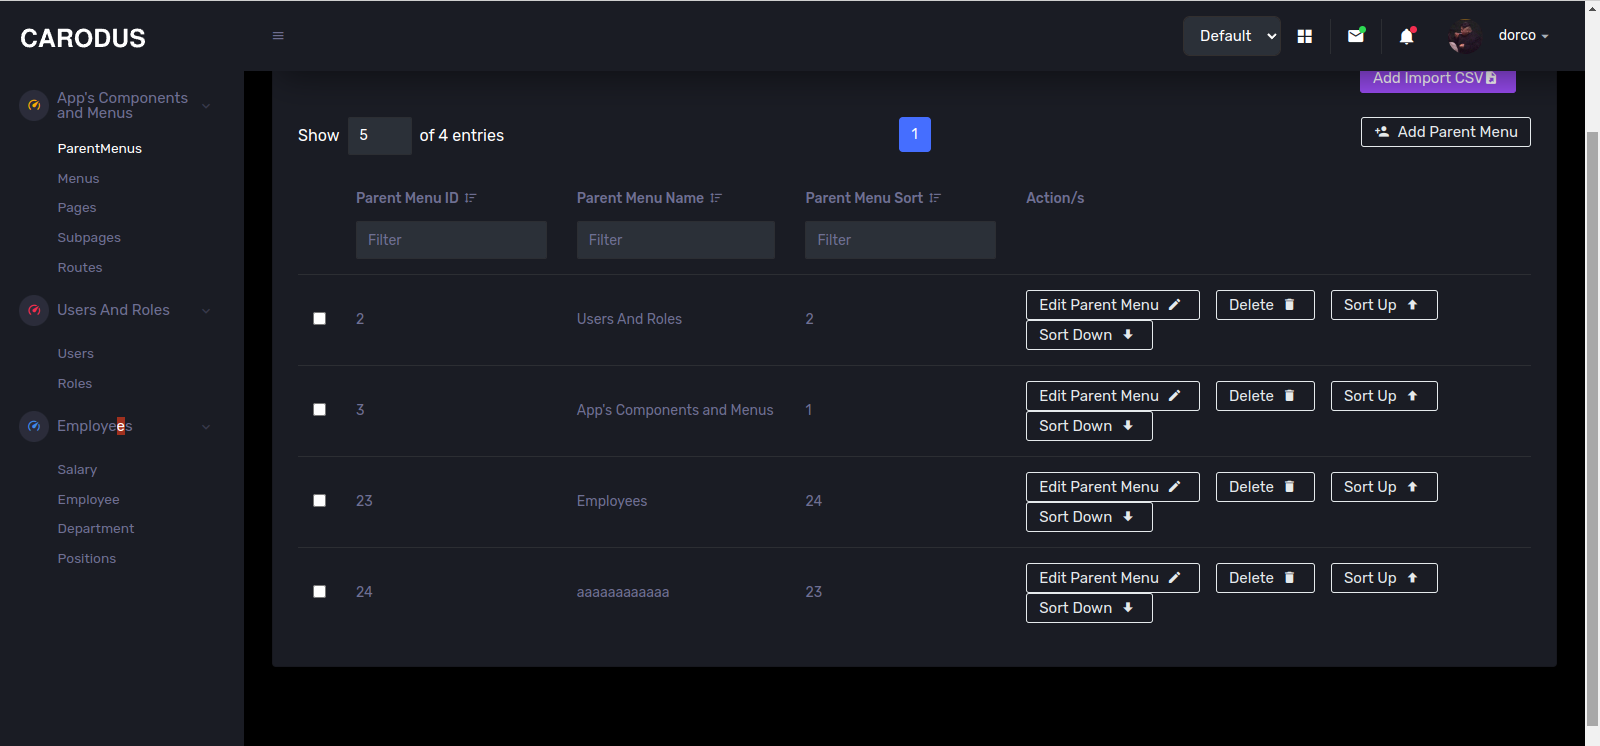 CARODUS
Default
dorco
App's Components
and Menus
ParentMenus
Menus
Pages
Subpages
Routes
Users And Roles
Users
Roles
Employees
Salary
Employee
Department
Positions
Add Import CSV
Show 5 of 4 entries
1
Add Parent Menu
Parent Menu ID Parent Menu Name Parent Menu Sort Action/s
Filter Filter Filter
2 Users And Roles 2 Edit Parent Menu Delete Sort Up
Sort Down
3 App's Components and Menus 1 Edit Parent Menu Delete Sort Up
Sort Down
23 Employees 24 Edit Parent Menu Delete Sort Up
Sort Down
24 aaaaaaaaaaaa 23 Edit Parent Menu Delete Sort Up
Sort Down